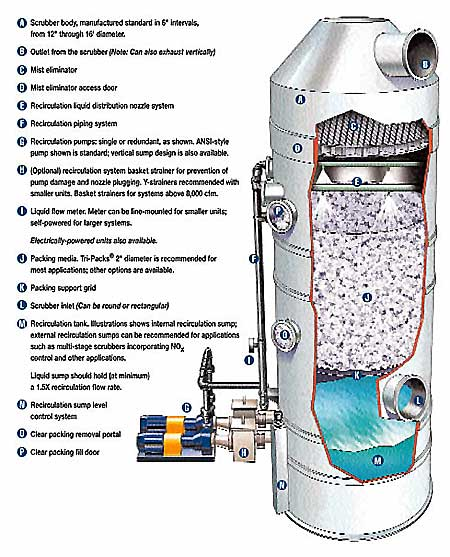 A Scrubber body, manufactured standard in 6" intervals,
from 12" through 16' diameter.
B Outlet from the scrubber (Note: Can also exhaust vertically)
C Mist eliminator
D Mist eliminator access door
E Recirculation liquid distribution nozzle system
F Recirculation piping system
G Recirculation pumps: single or redundant, as shown. ANSI-style
pump shown is standard; vertical sump design is also available.
H (Optional) recirculation system basket strainer for prevention of
pump damage and nozzle plugging. Y-strainers recommended with
smaller units. Basket strainers for systems above 8,000 cfm.
I Liquid flow meter. Meter can be line-mounted for smaller units;
self-powered for larger systems.
Electrically-powered units also available.
J Packing media. Tri-Packs® 2" diameter is recommended for
most applications; other options are available.
K Packing support grid
L Scrubber inlet (Can be round or rectangular)
M Recirculation tank. Illustrations shows internal recirculation sump;
external recirculation sumps can be recommended for applications
such as multi-stage scrubbers incorporating NOX
control and other applications.
Liquid sump should hold (at minimum)
a 1.5X recirculation flow rate.
N Recirculation sump level
control system
O Clear packing removal portal
P Clear packing fill door
B
A
C
D
E
P
F
J
O
I
K
L
G
H
M
N